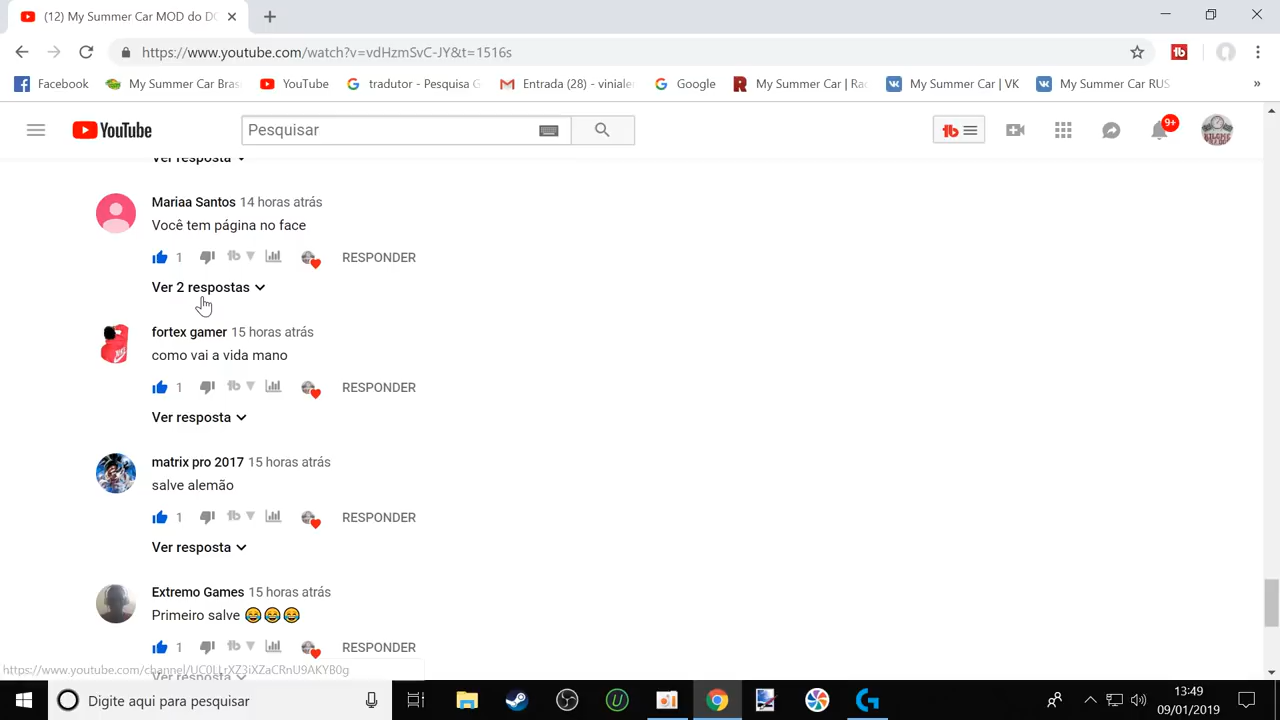 (12) My Summer Car MOD do DC
https://www.youtube.com/watch?v=vdHzmSvC-JY&t=1516s
Facebook My Summer Car Bras YouTube tradutor - Pesquisa G Entrada (28) - vinialer Google My Summer Car | Rac My Summer Car | VK My Summer Car RUS »
YouTube
Pesquisar
9+
Ver resposta
Mariaa Santos 14 horas atrás
Você tem página no face
1 RESPONDER
Ver 2 respostas
fortex gamer 15 horas atrás
como vai a vida mano
1 RESPONDER
Ver resposta
matrix pro 2017 15 horas atrás
salve alemão
1 RESPONDER
Ver resposta
Extremo Games 15 horas atrás
Primeiro salve 😂😂😂
1 RESPONDER
https://www.youtube.com/channel/UC0LLrXZ3iXZaCRnU9AKYB0g
Ver resposta
Digite aqui para pesquisar
13:49
09/01/2019